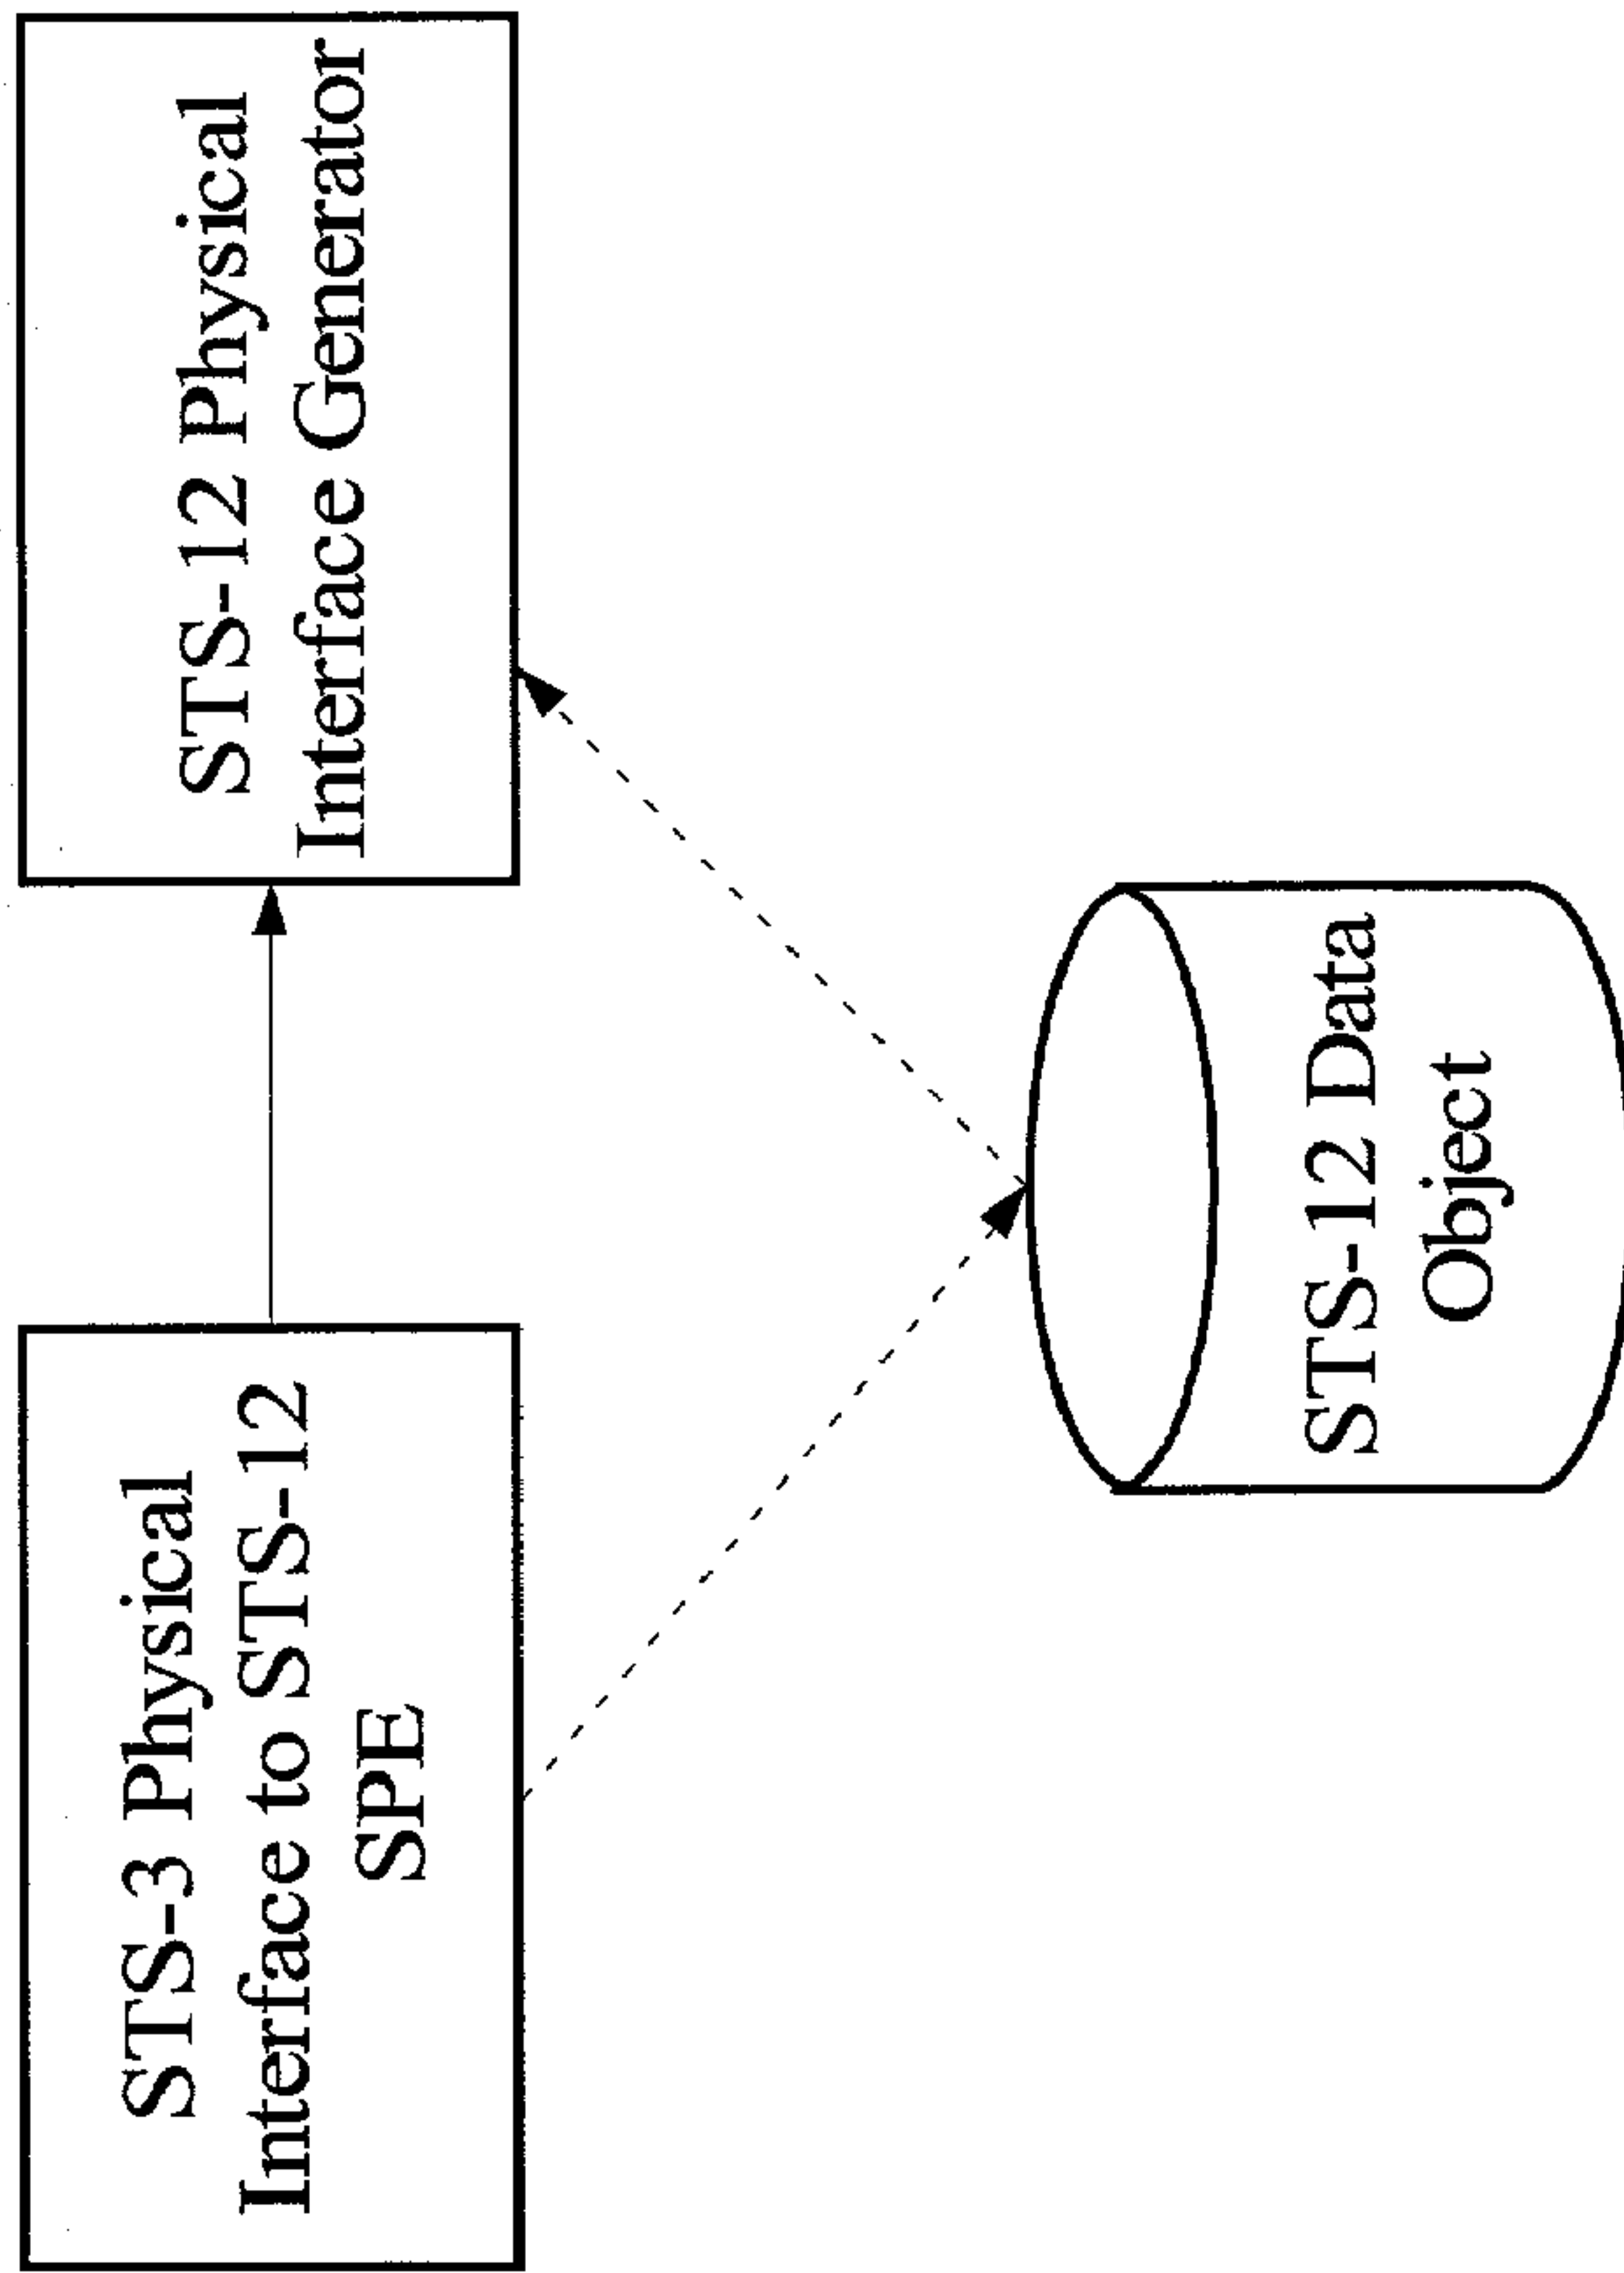 STS-3 Physical
Interface to STS-12
SPE
STS-12 Physical
Interface Generator
STS-12 Data
Object